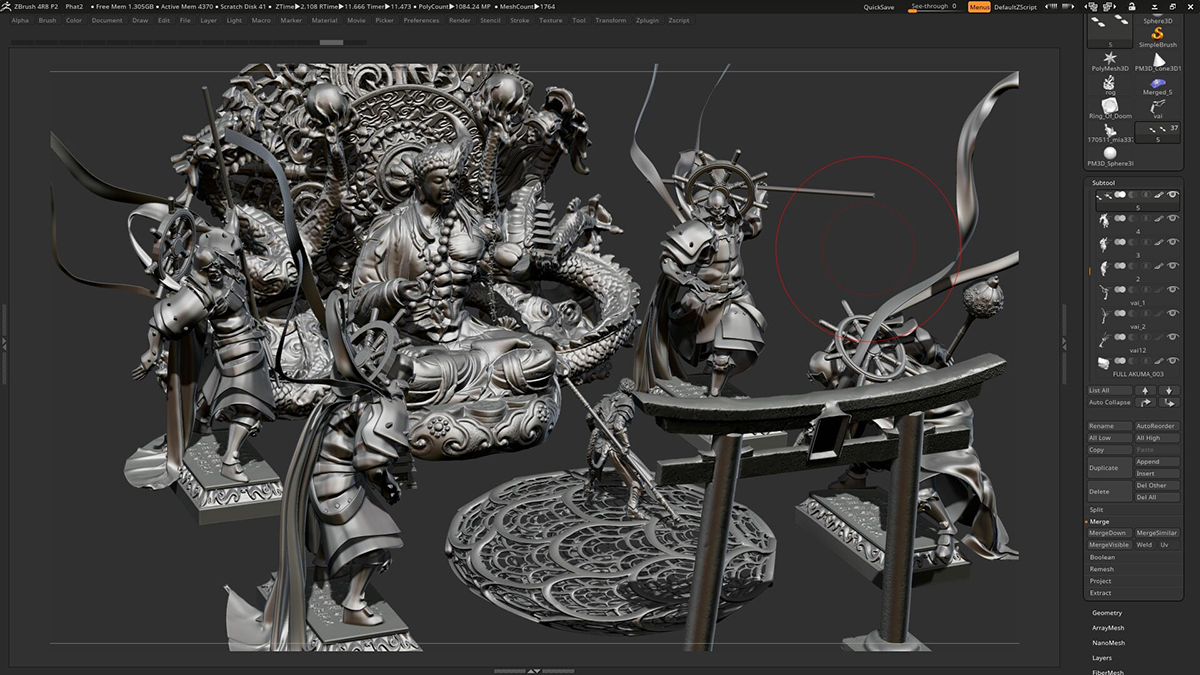 ZBrush 4R8 P2 Phat2 • Free Mem 1.305GB • Active Mem 4370 • Scratch Disk 41 • ZTime▶2.108 RTime▶11.666 Timer▶11.473 • PolyCount▶1084.24 MP • MeshCount▶1764 QuickSave See-through 0 Menus DefaultZScript
Alpha Brush Color Document Draw Edit File Layer Light Macro Marker Material Movie Picker Preferences Render Stencil Stroke Texture Tool Transform Zplugin Zscript
Sphere3D
5 SimpleBrush
PolyMesh3D PM3D_Cone3D1
rog Merged_5
Ring_Of_Doom vai
37
170511_mia333 5
PM3D_Sphere3I
Subtool
5
4
3
2
vai_1
vai_2
vai12
FULL AKUMA_003
List All
Auto Collapse
Rename AutoReorder
All Low All High
Copy Paste
Duplicate Append
Insert
Delete Del Other
Del All
Split
Merge
MergeDown MergeSimilar
MergeVisible Weld Uv
Boolean
Remesh
Project
Extract
Geometry
ArrayMesh
NanoMesh
Layers
FiberMesh